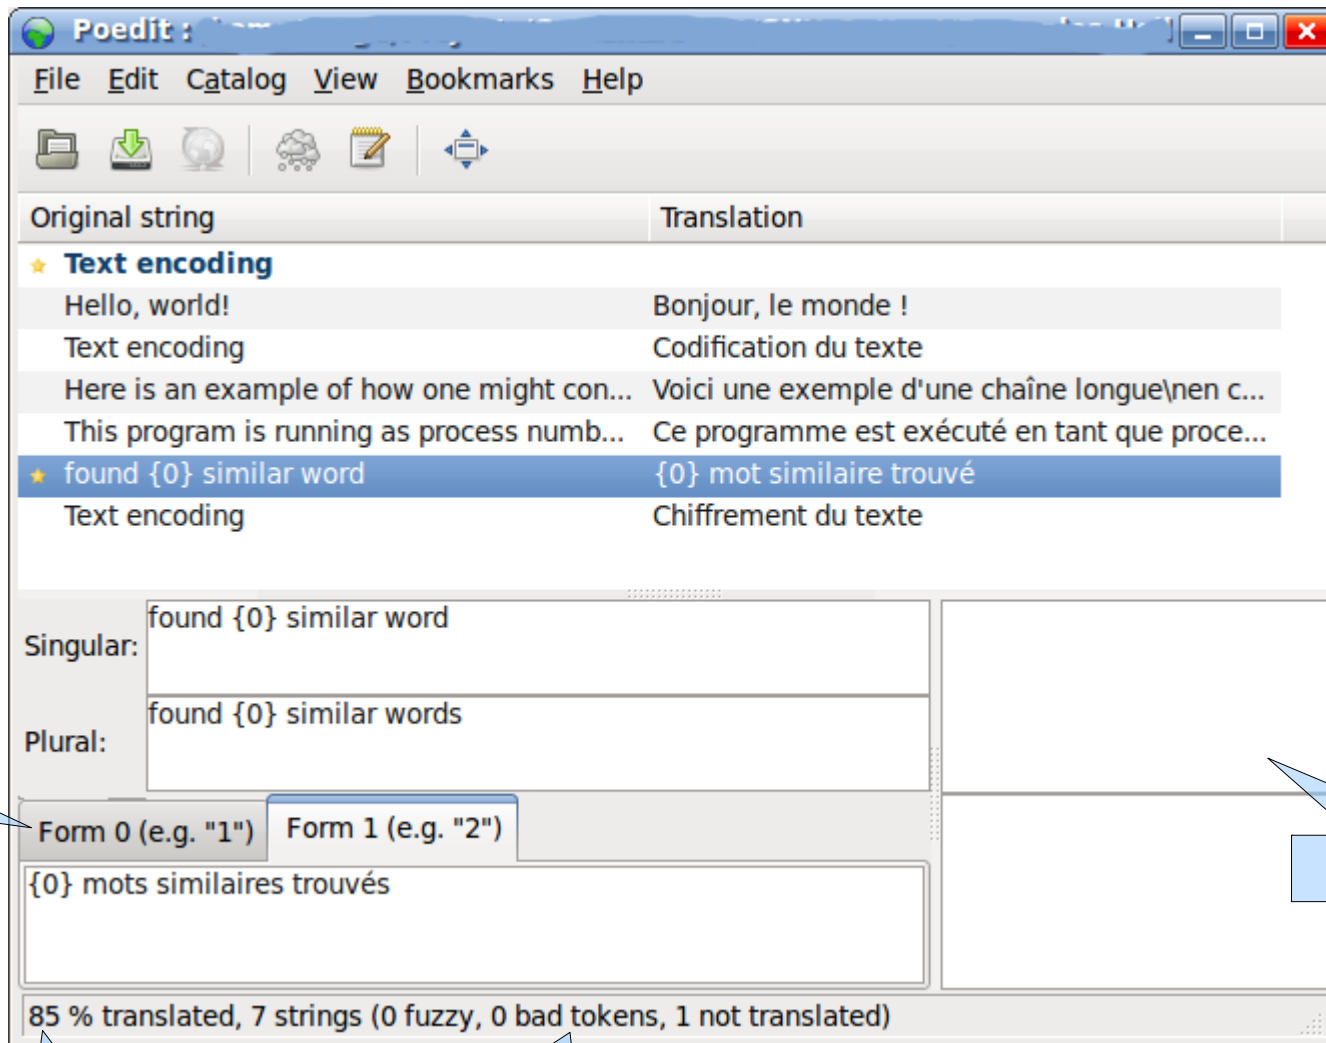 Poedit :
File Edit Catalog View Bookmarks Help
Original string Translation
Text encoding
Hello, world! Bonjour, le monde !
Text encoding Codification du texte
Here is an example of how one might con... Voici une exemple d'une chaîne longue\nen c...
This program is running as process numb... Ce programme est exécuté en tant que proce...
found {0} similar word {0} mot similaire trouvé
Text encoding Chiffrement du texte
Singular: found {0} similar word
Plural: found {0} similar words
Form 0 (e.g. "1") Form 1 (e.g. "2")
{0} mots similaires trouvés
85 % translated, 7 strings (0 fuzzy, 0 bad tokens, 1 not translated)